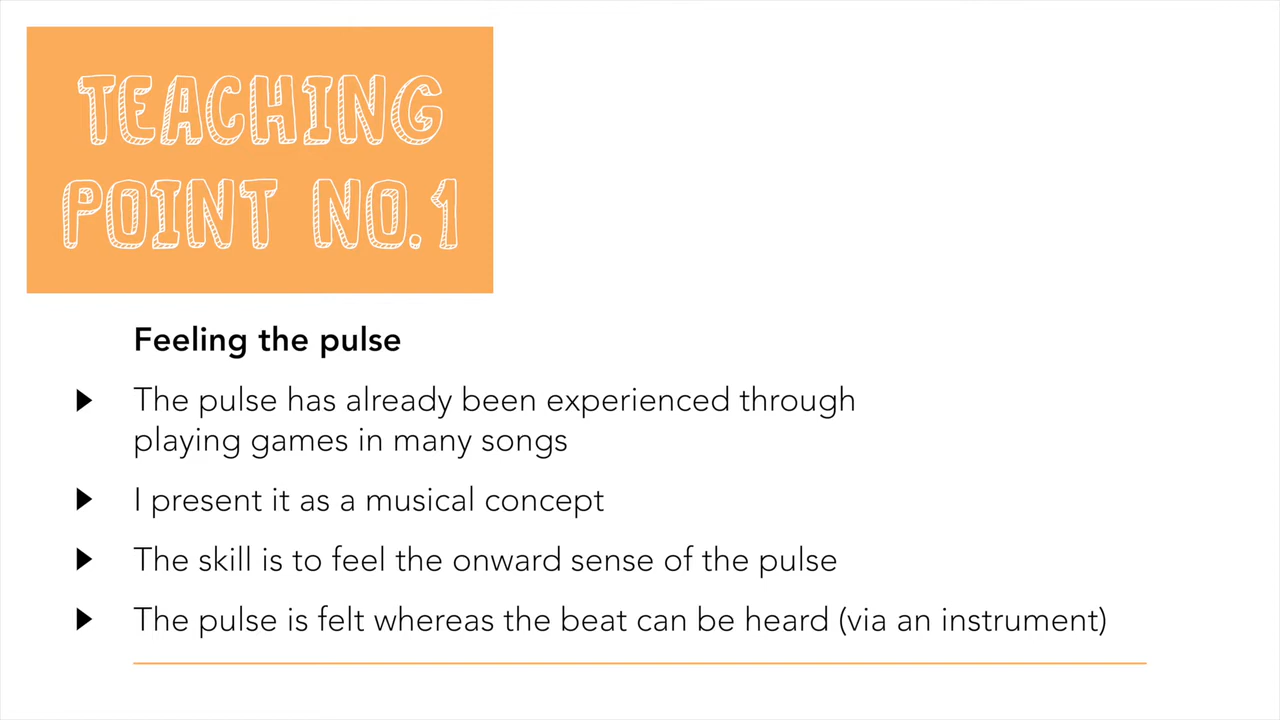 TEACHING
POINT NO.1
Feeling the pulse
The pulse has already been experienced through
playing games in many songs
I present it as a musical concept
The skill is to feel the onward sense of the pulse
The pulse is felt whereas the beat can be heard (via an instrument)